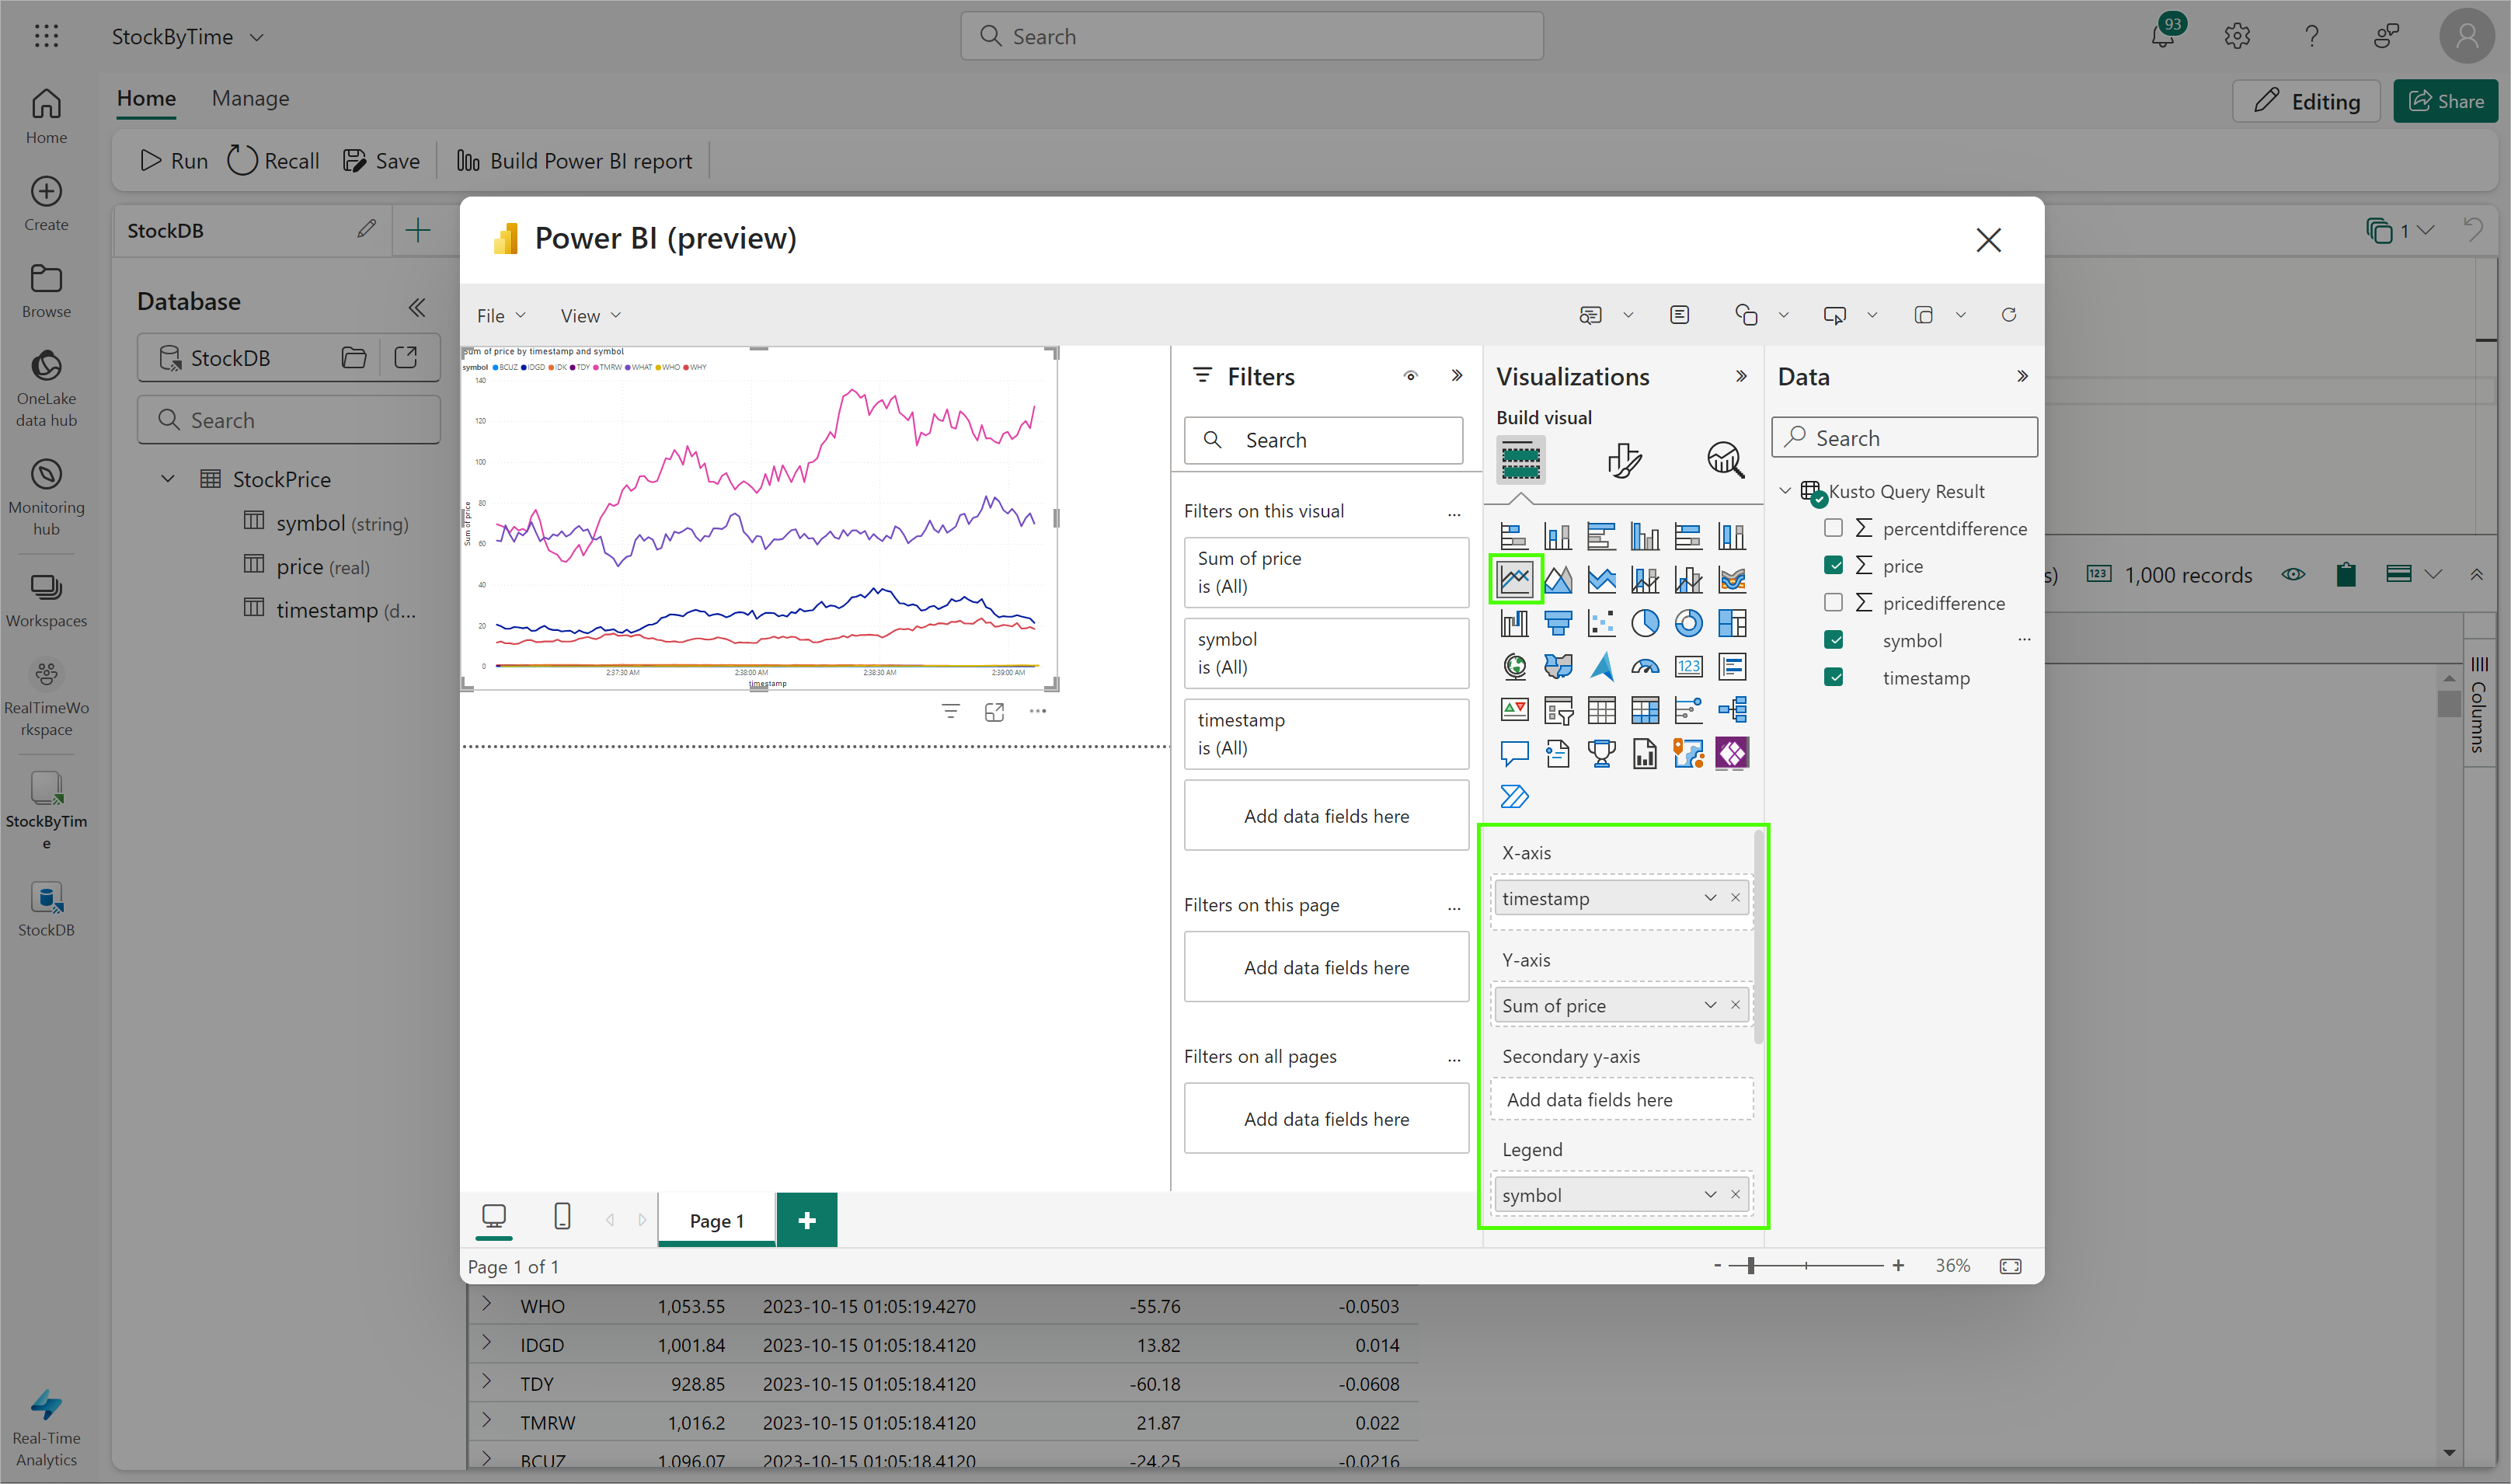 StockByTime
Search
93
Home
Manage
Editing
Share
Run
Recall
Save
Build Power BI report
Home
Create
Browse
OneLake
data hub
Monitoring
hub
Workspaces
RealTimeWo
rkspace
StockByTim
e
StockDB
Real-Time
Analytics
StockDB
1
Database
StockDB
Search
StockPrice
symbol (string)
price (real)
timestamp (d...
Power BI (preview)
File
View
Sum of price by timestamp and symbol
symbol BCUZ IDGD IDK TDY TMRW WHAT WHO WHY
140
120
100
80
60
40
20
0
Sum of price
2:37:30 AM
2:38:00 AM
2:38:30 AM
2:39:00 AM
timestamp
Filters
Search
Filters on this visual
...
Sum of price
is (All)
symbol
is (All)
timestamp
is (All)
Add data fields here
Filters on this page
...
Add data fields here
Filters on all pages
...
Add data fields here
Visualizations
Build visual
123
X-axis
timestamp
Y-axis
Sum of price
Secondary y-axis
Add data fields here
Legend
symbol
Data
Search
Kusto Query Result
percentdifference
price
pricedifference
symbol
...
timestamp
s)
123
1,000 records
Columns
Page 1
Page 1 of 1
- + 36%
WHO 1,053.55 2023-10-15 01:05:19.4270 -55.76 -0.0503
IDGD 1,001.84 2023-10-15 01:05:18.4120 13.82 0.014
TDY 928.85 2023-10-15 01:05:18.4120 -60.18 -0.0608
TMRW 1,016.2 2023-10-15 01:05:18.4120 21.87 0.022
BCUZ 1,096.07 2023-10-15 01:05:18.4120 -24.25 -0.0216